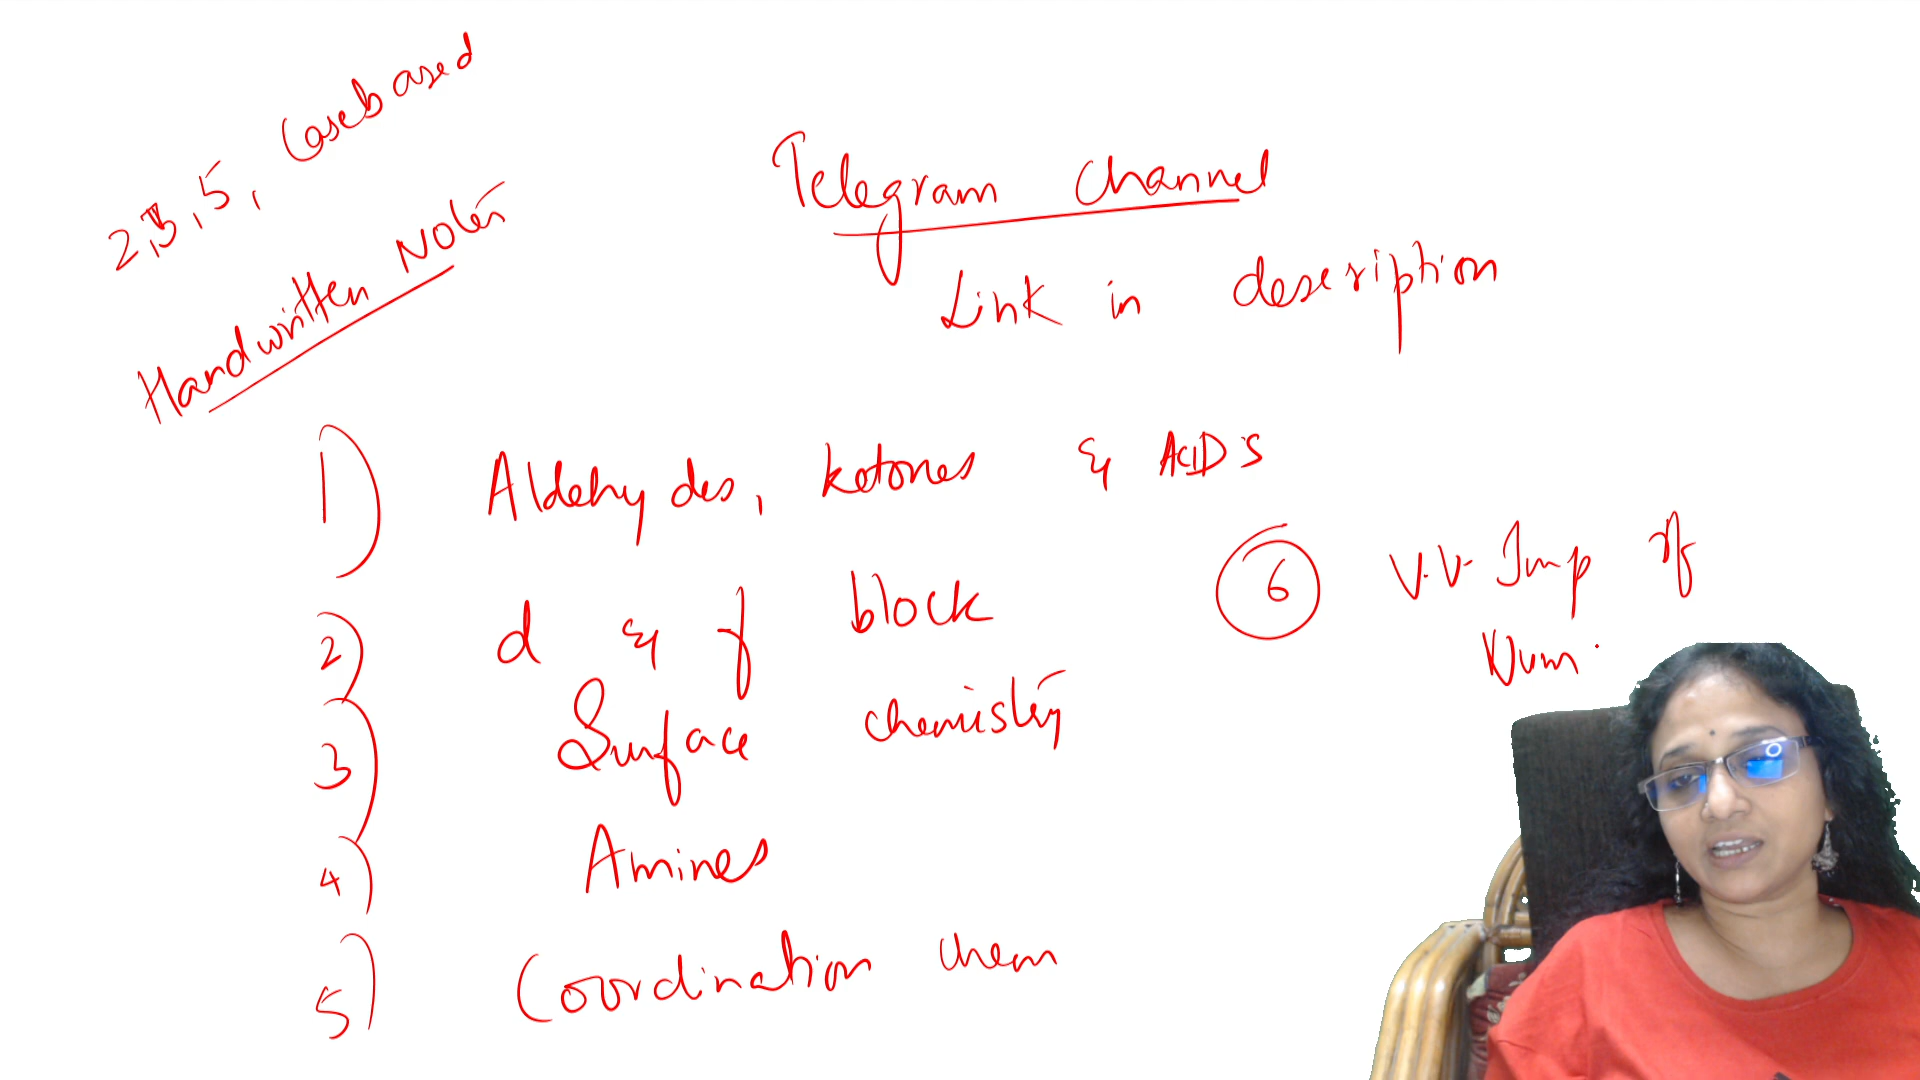 2,3,5, Casebased
Handwritten Notes
Telegram Channel
Link in description
1) Aldehydes, ketones & ACIDS
2) d & f block
3) Surface chemistry
4) Amines
5) Coordination chem
6 V.V. Imp
Num.